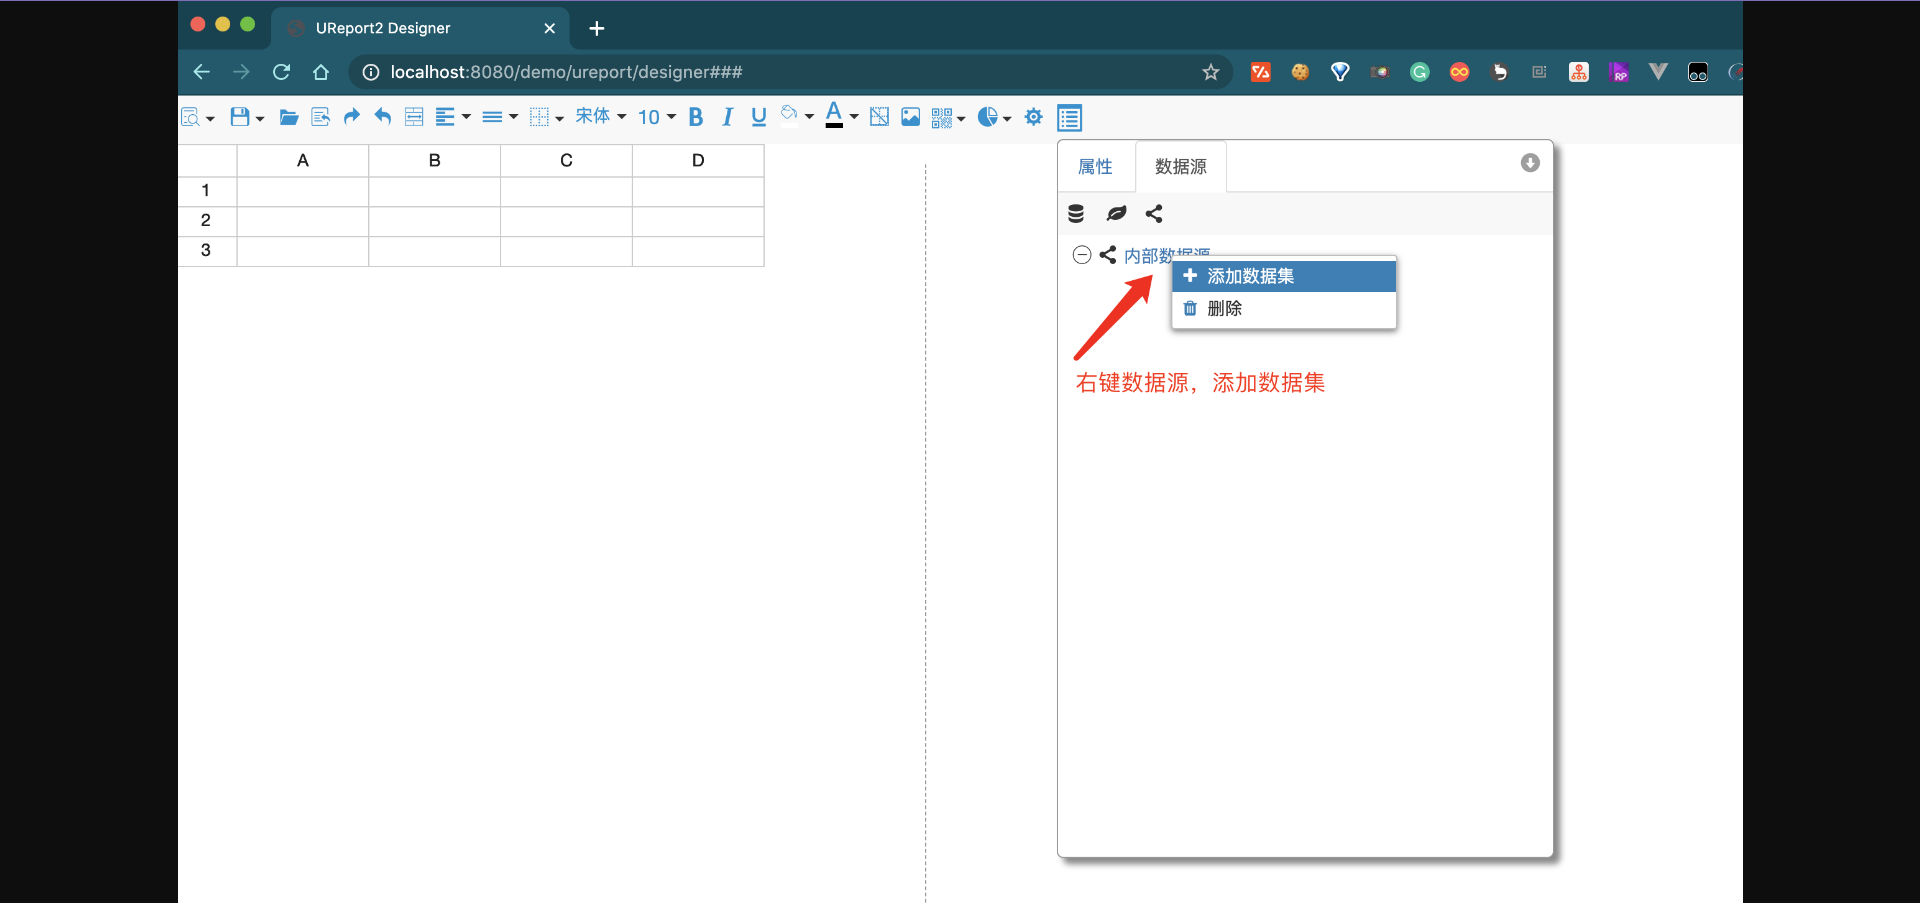 UReport2 Designer
localhost:8080/demo/ureport/designer###
宋体 10 B I U A
A B C D
1
2
3
属性 数据源
内部数据源
添加数据集
删除
右键数据源，添加数据集